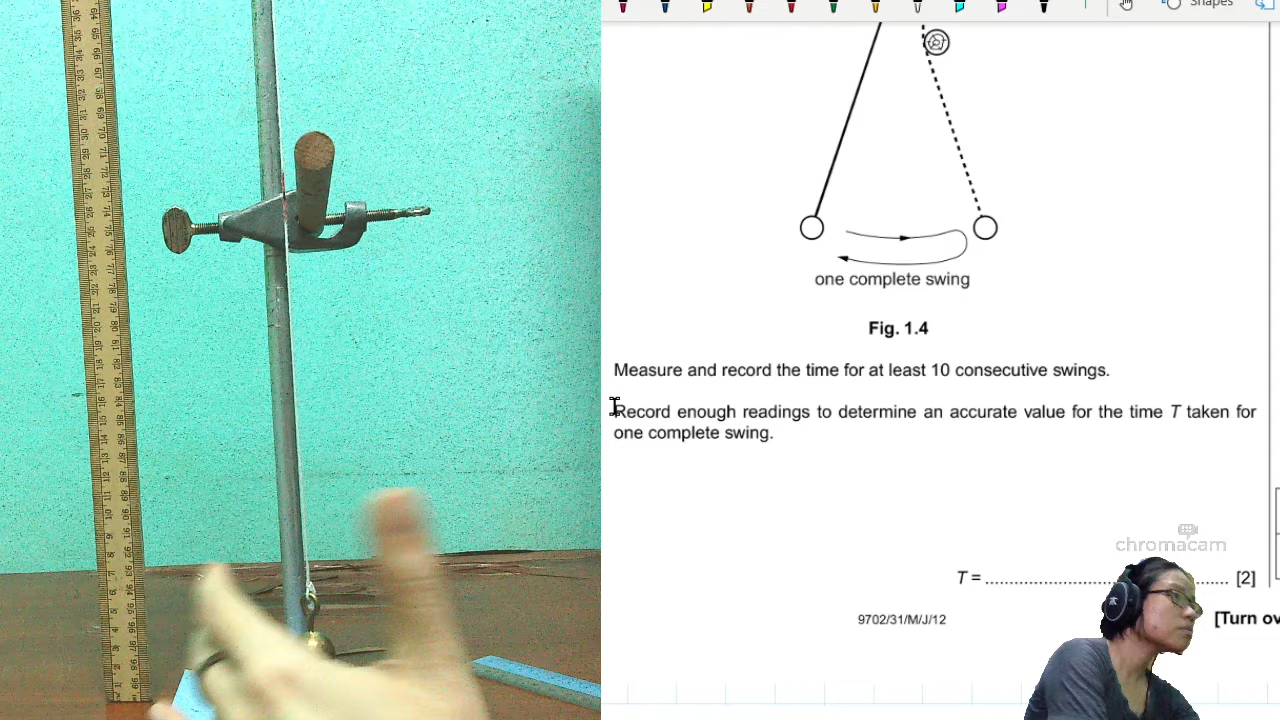 Shapes
one complete swing
Fig. 1.4
Measure and record the time for at least 10 consecutive swings.
Record enough readings to determine an accurate value for the time T taken for
one complete swing.
chromacam
T = .................................................. [2]
9702/31/M/J/12
[Turn ov